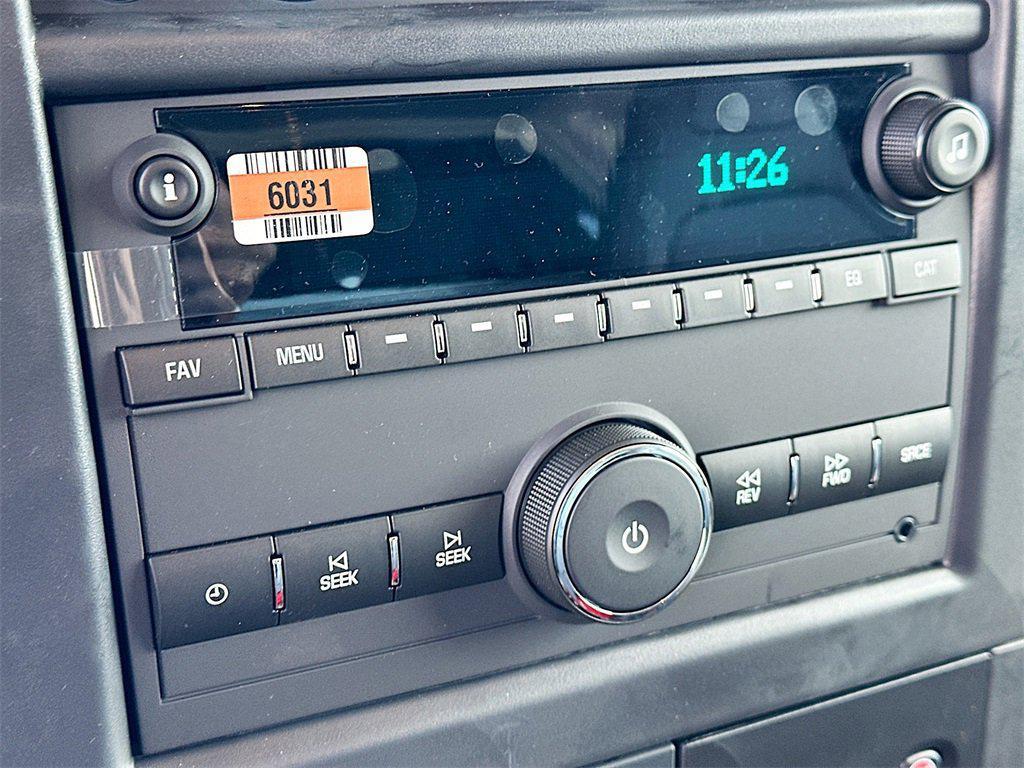 6031
11:26
i
FAV
MENU
EQ
CAT
SEEK
SEEK
REV
FWD
SRCE